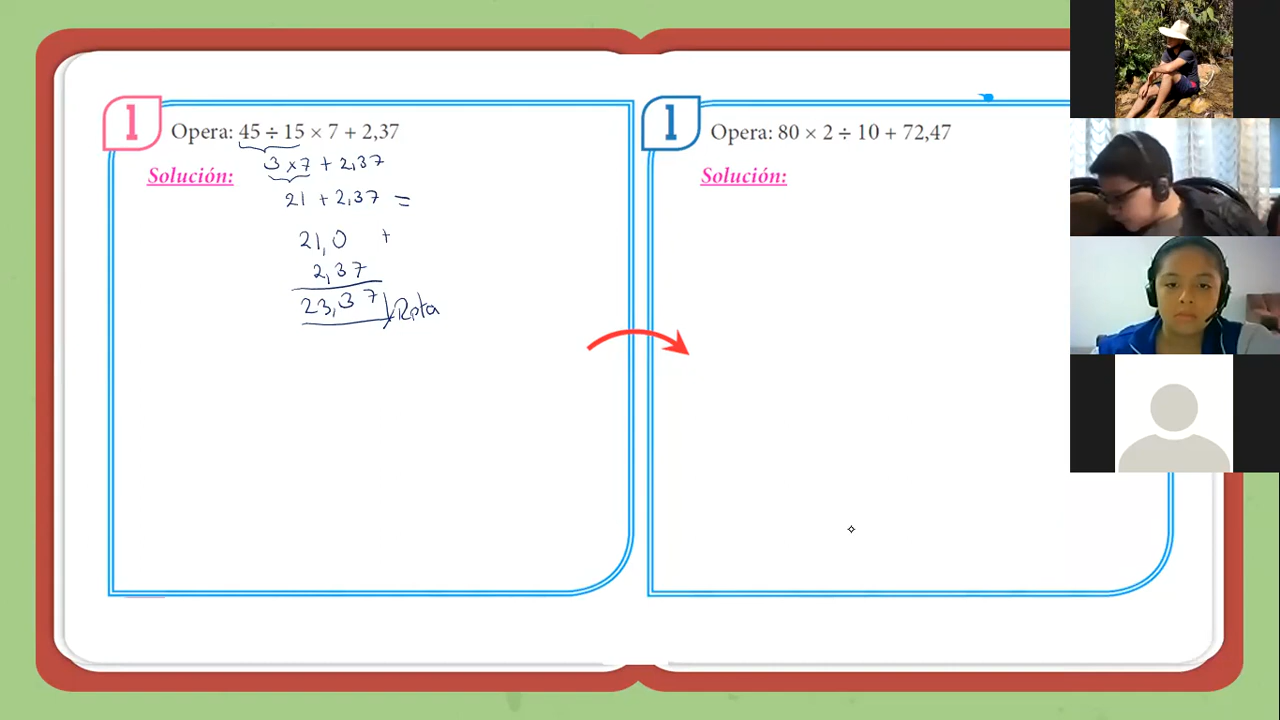 1
Opera: 45 ÷ 15 × 7 + 2,37
3 × 7 + 2,37
Solución:
21 + 2,37 =
21,0 +
2,37
23,37 Rpta
1
Opera: 80 × 2 ÷ 10 + 72,47
Solución: